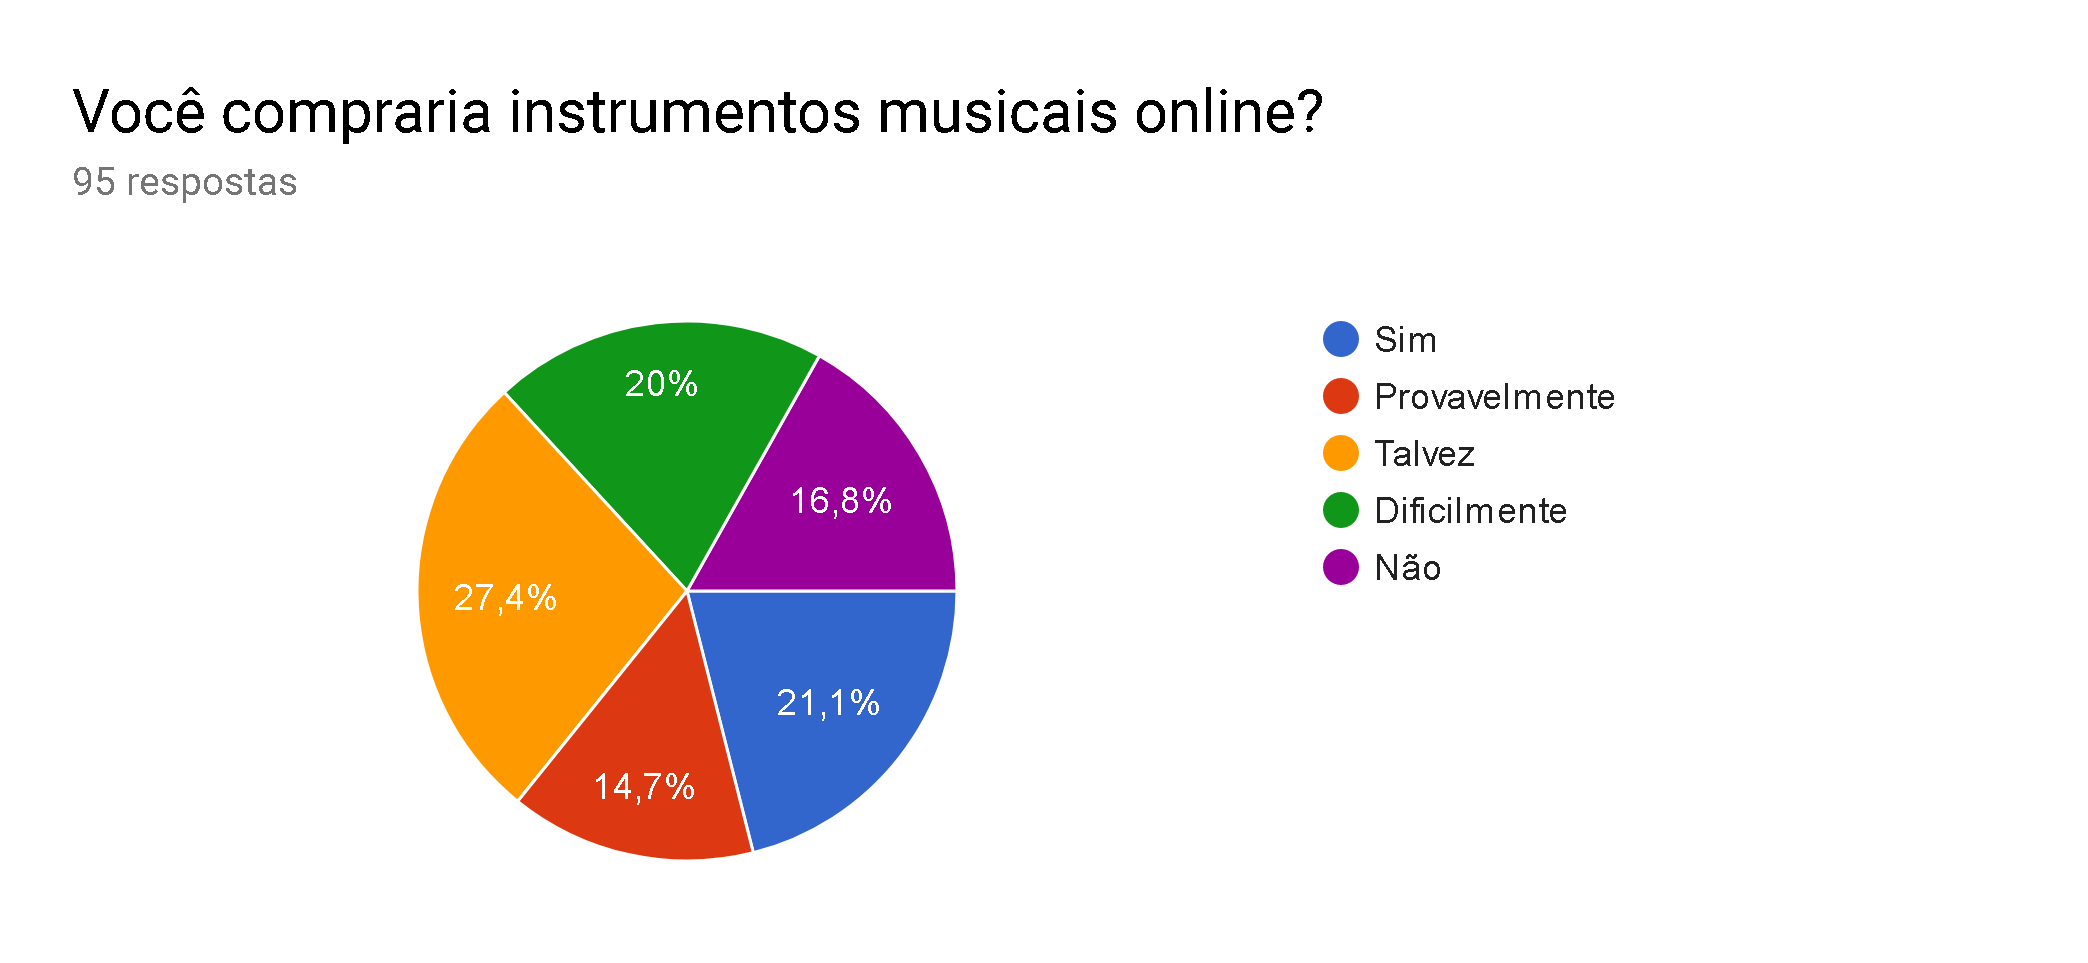 Você compraria instrumentos musicais online?
95 respostas
20%
16,8%
27,4%
21,1%
14,7%
Sim
Provavelmente
Talvez
Dificilmente
Não